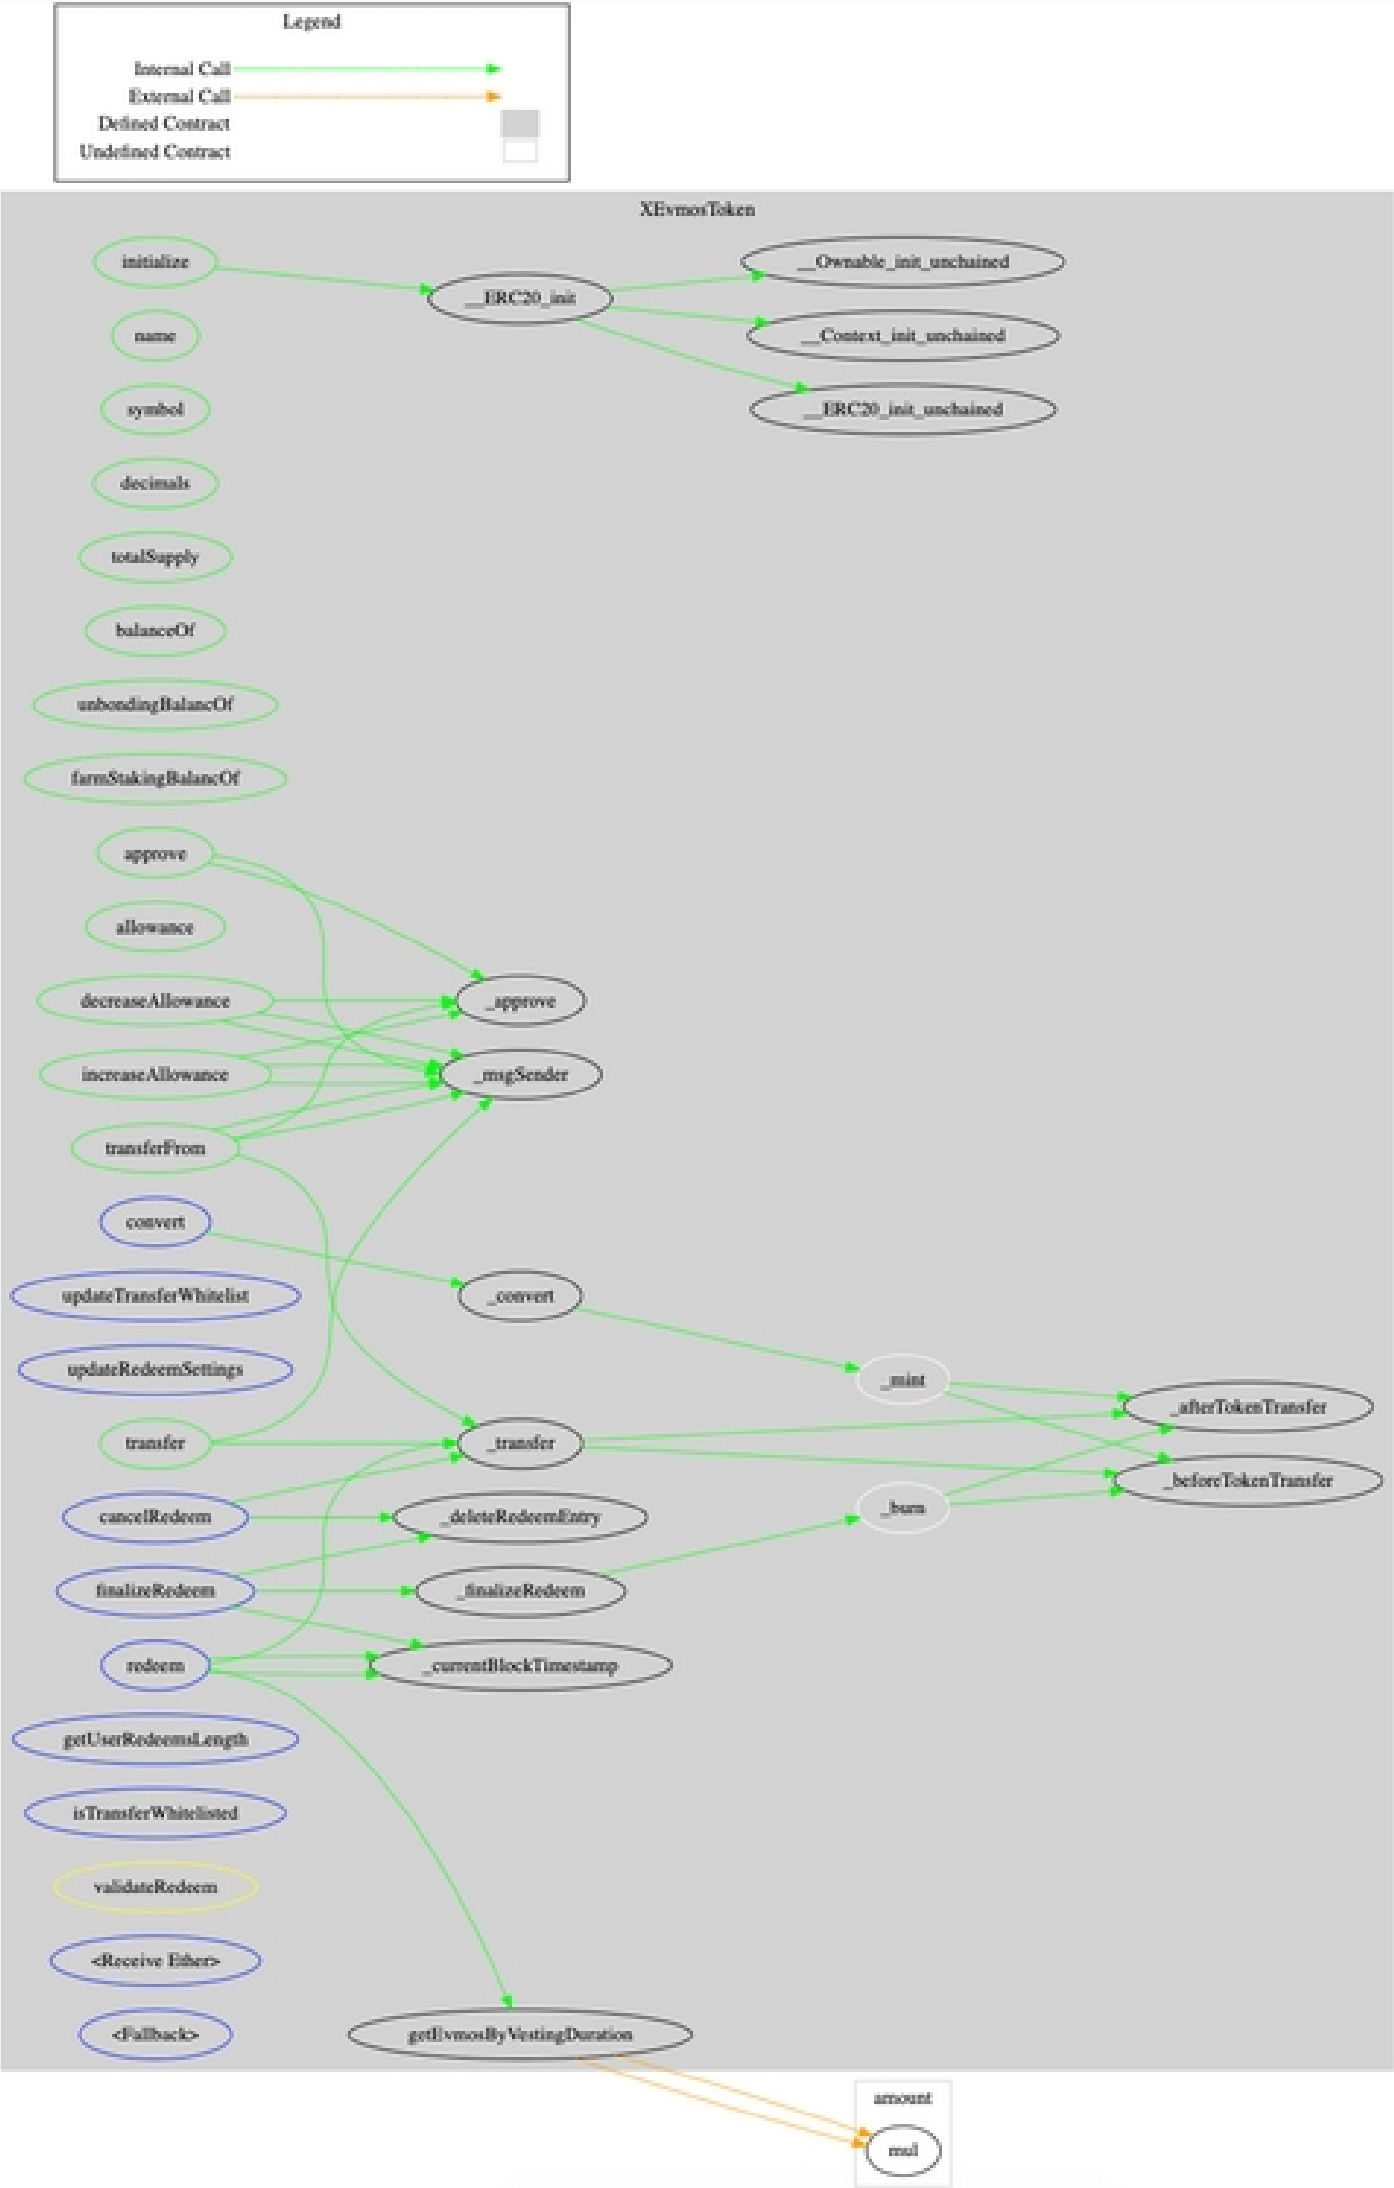 Legend
Internal Call
External Call
Defined Contract
Undefined Contract
XEvmosToken
initialize
__ERC20_init
__Ownable_init_unchained
__Context_init_unchained
__ERC20_init_unchained
name
symbol
decimals
totalSupply
balanceOf
unbondingBalancOf
farmStakingBalancOf
approve
allowance
decreaseAllowance
_approve
increaseAllowance
_msgSender
transferFrom
convert
updateTransferWhitelist
_convert
updateRedeemSettings
_mint
_afterTokenTransfer
transfer
_transfer
_beforeTokenTransfer
cancelRedeem
_deleteRedeemEntry
_burn
finalizeRedeem
_finalizeRedeem
redeem
_currentBlockTimestamp
getUserRedeemsLength
isTransferWhitelisted
validateRedeem
<Receive Ether>
<Fallback>
getEvmosByVestingDuration
amount
mul